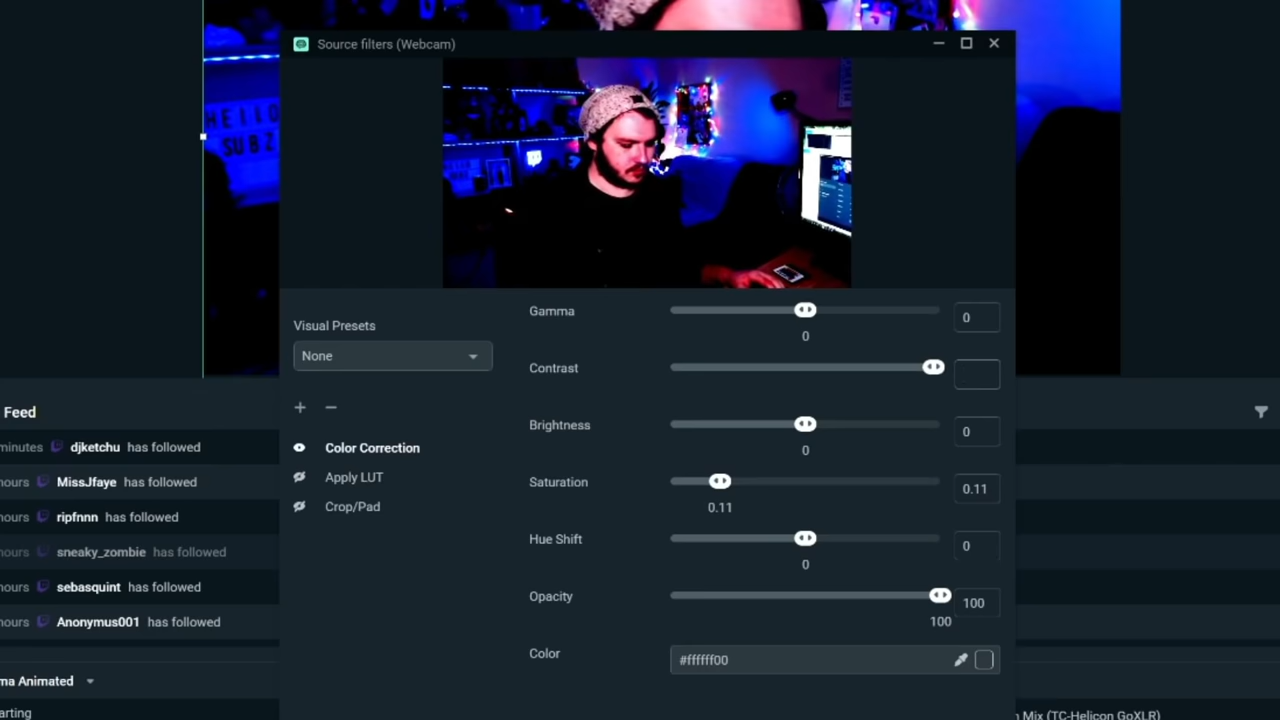 Source filters (Webcam)
HELLO
SUBZ
Gamma
0
0
Visual Presets
None
Contrast
Brightness
0
0
Feed
minutes djketchu has followed
Color Correction
hours MissJfaye has followed
Apply LUT
Saturation
0.11
0.11
hours ripfnnn has followed
Crop/Pad
hours sneaky_zombie has followed
Hue Shift
0
0
hours sebasquint has followed
Opacity
100
100
hours Anonymus001 has followed
Color
#ffffff00
ma Animated
arting
n Mix (TC-Helicon GoXLR)